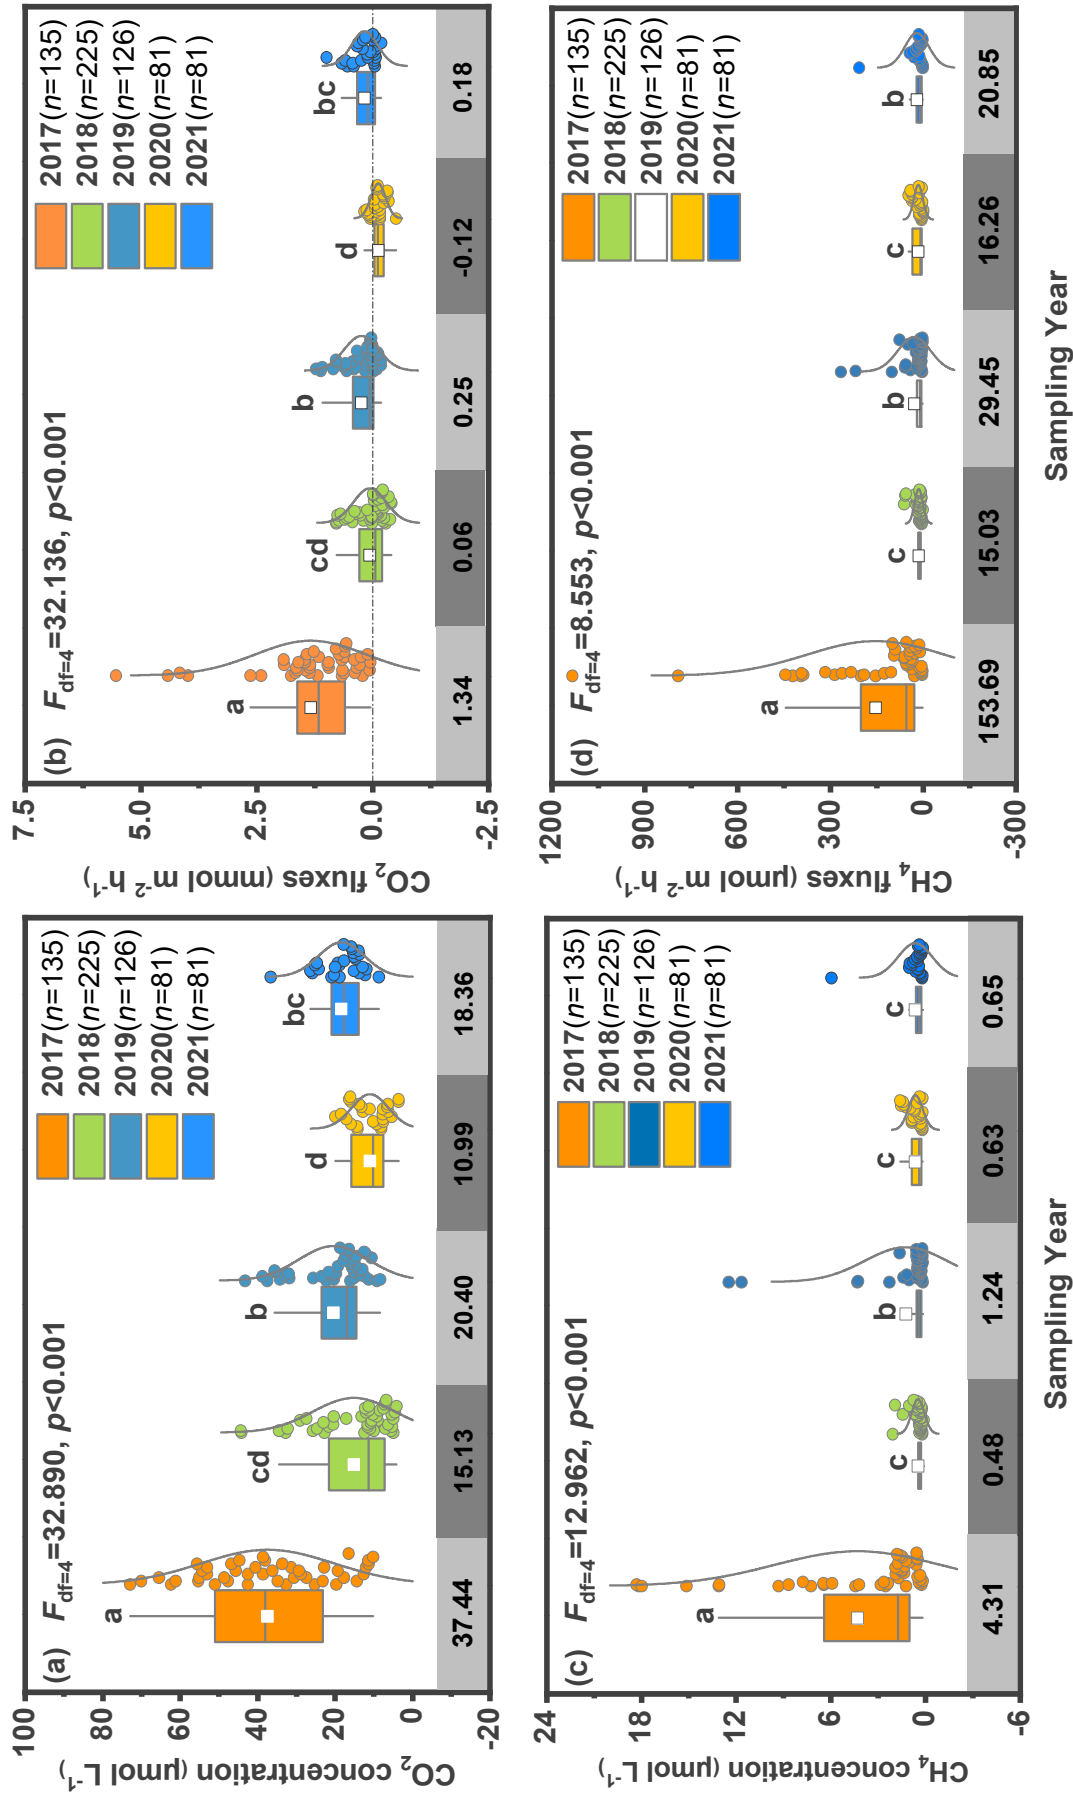 (a) F df=4=32.890, p<0.001
2017(n=135)
2018(n=225)
2019(n=126)
2020(n=81)
2021(n=81)
CO2 concentration (μmol L-1)
100
80
60
40
20
0
-20
a
cd
b
d
bc
37.44 15.13 20.40 10.99 18.36
(b) F df=4=32.136, p<0.001
2017(n=135)
2018(n=225)
2019(n=126)
2020(n=81)
2021(n=81)
CO2 fluxes (mmol m-2 h-1)
7.5
5.0
2.5
0.0
-2.5
a
cd
b
d
bc
1.34 0.06 0.25 -0.12 0.18
(c) F df=4=12.962, p<0.001
2017(n=135)
2018(n=225)
2019(n=126)
2020(n=81)
2021(n=81)
CH4 concentration (μmol L-1)
24
18
12
6
0
-6
a
c
b
c
c
4.31 0.48 1.24 0.63 0.65
Sampling Year
(d) F df=4=8.553, p<0.001
2017(n=135)
2018(n=225)
2019(n=126)
2020(n=81)
2021(n=81)
CH4 fluxes (μmol m-2 h-1)
1200
900
600
300
0
-300
a
c
b
c
b
153.69 15.03 29.45 16.26 20.85
Sampling Year